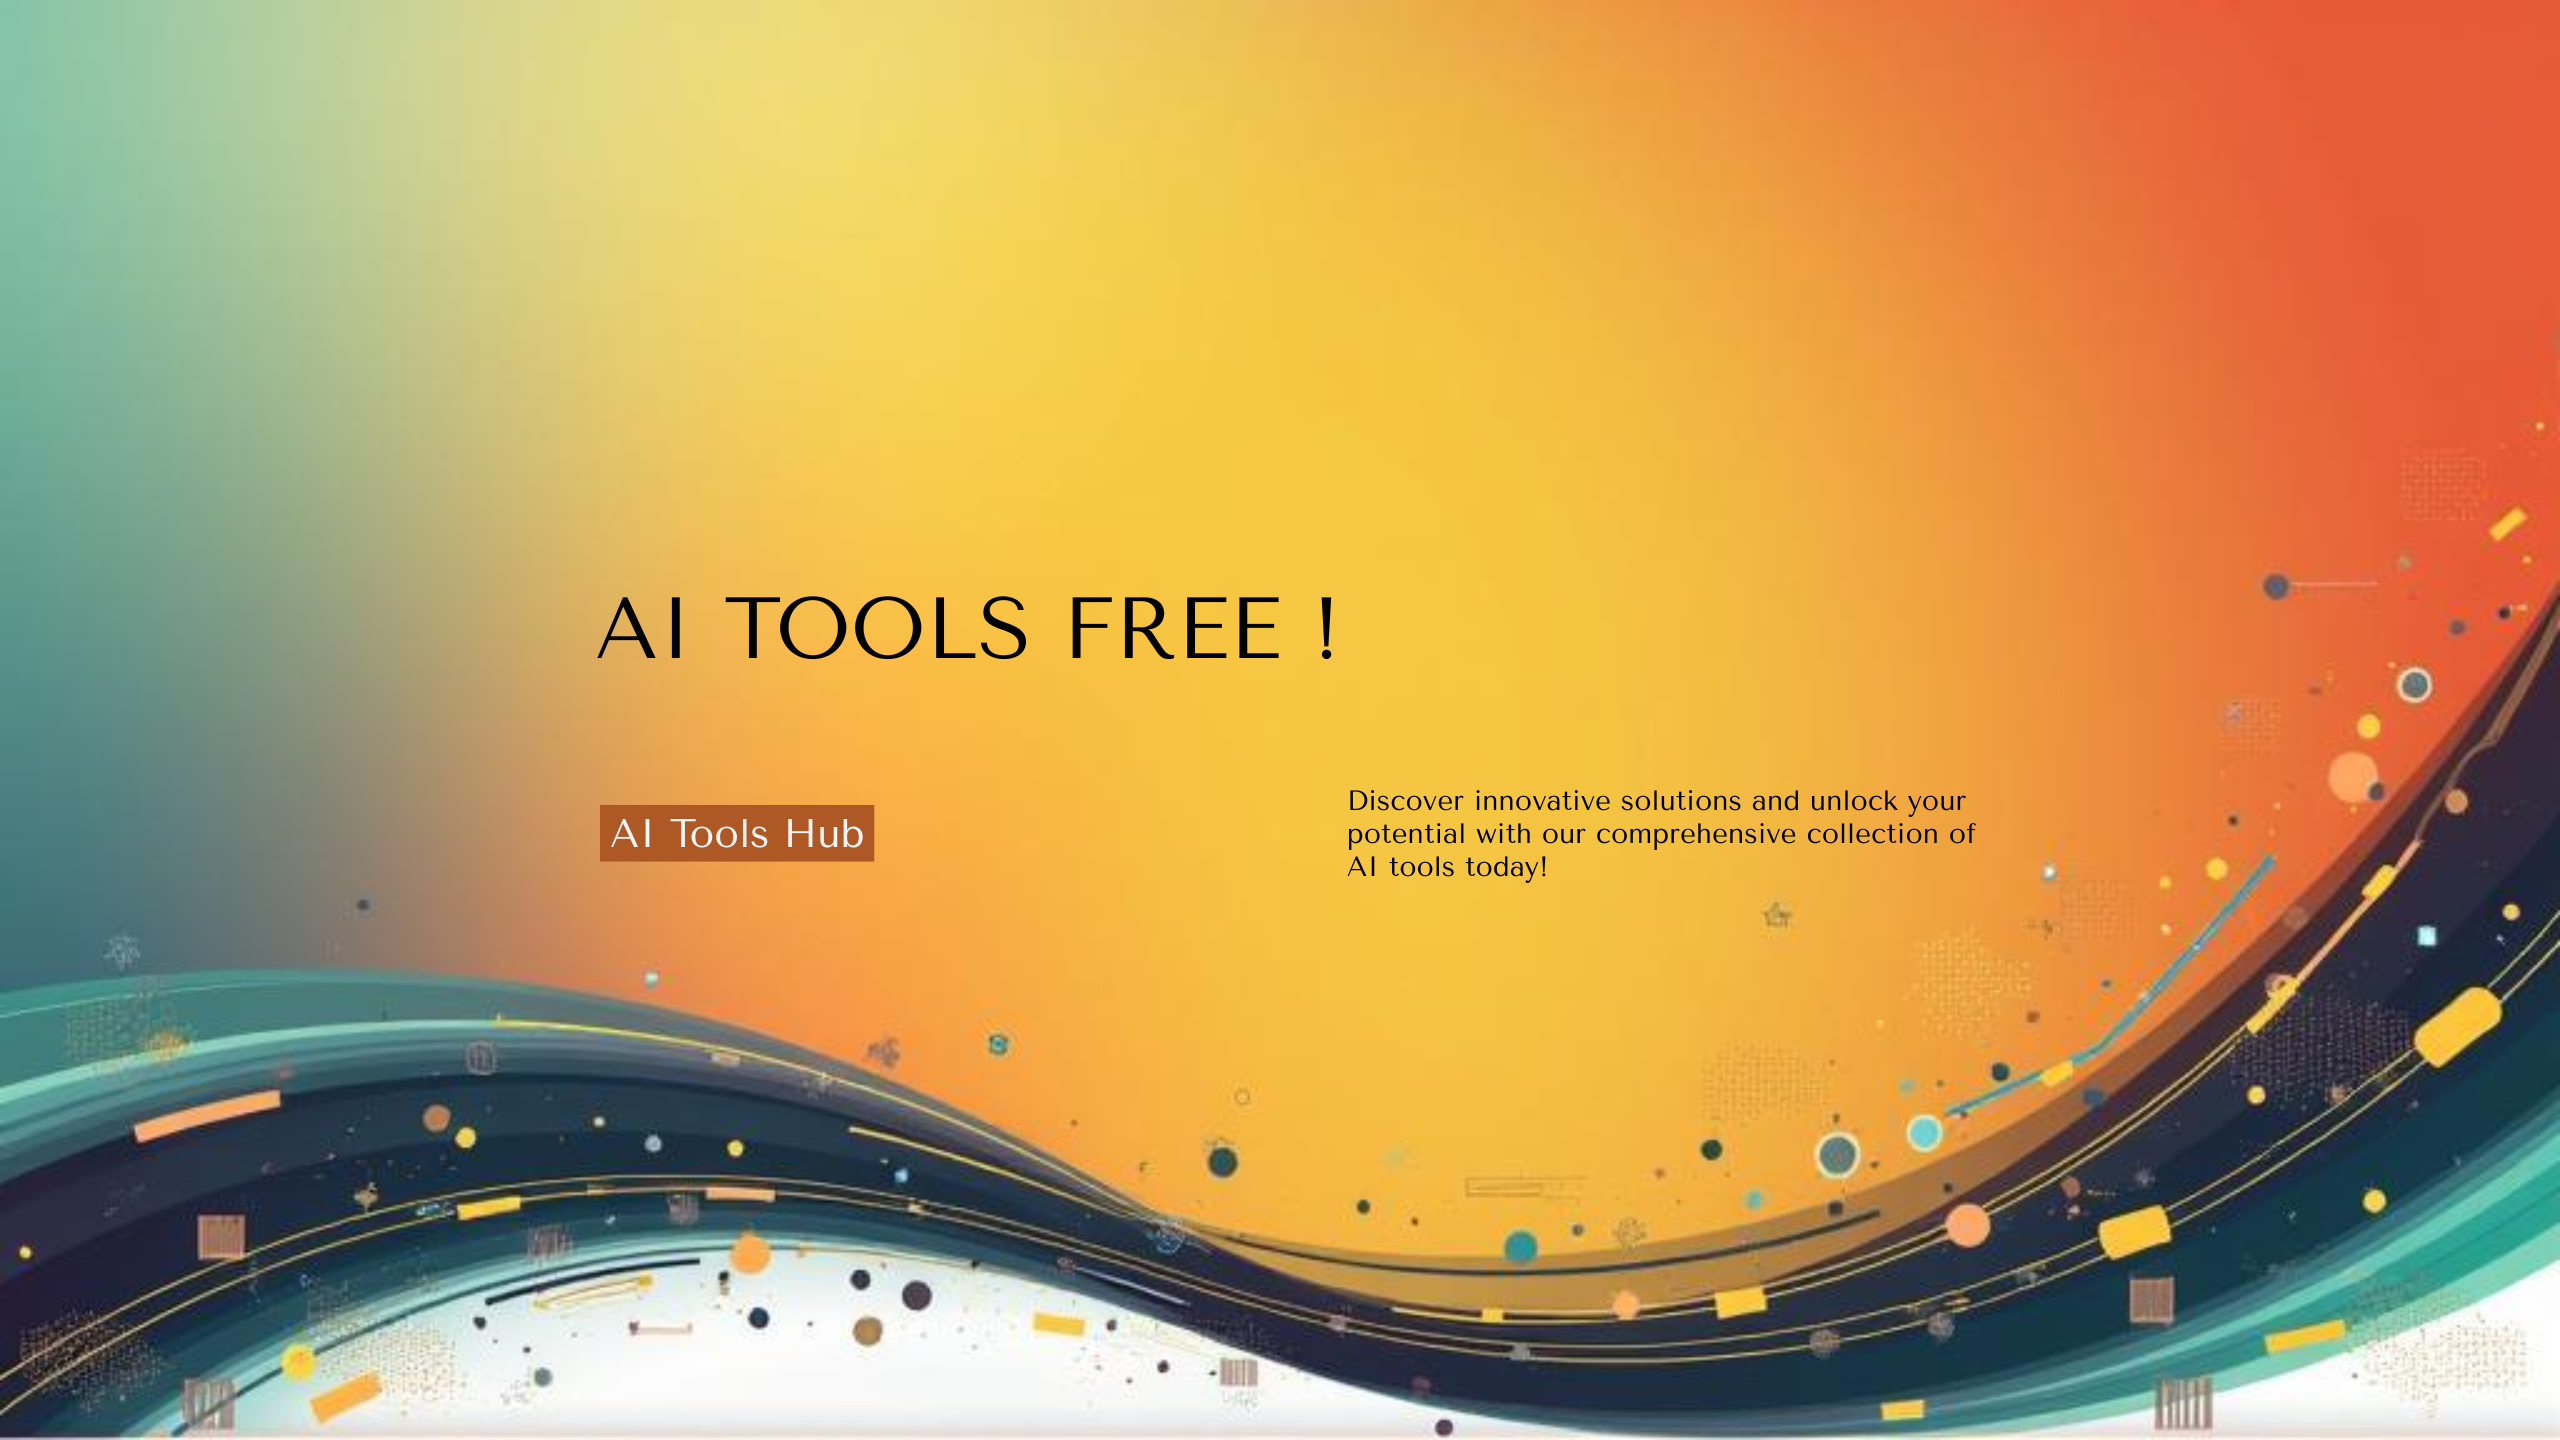 AI TOOLS FREE !
AI Tools Hub
Discover innovative solutions and unlock your
potential with our comprehensive collection of
AI tools today!